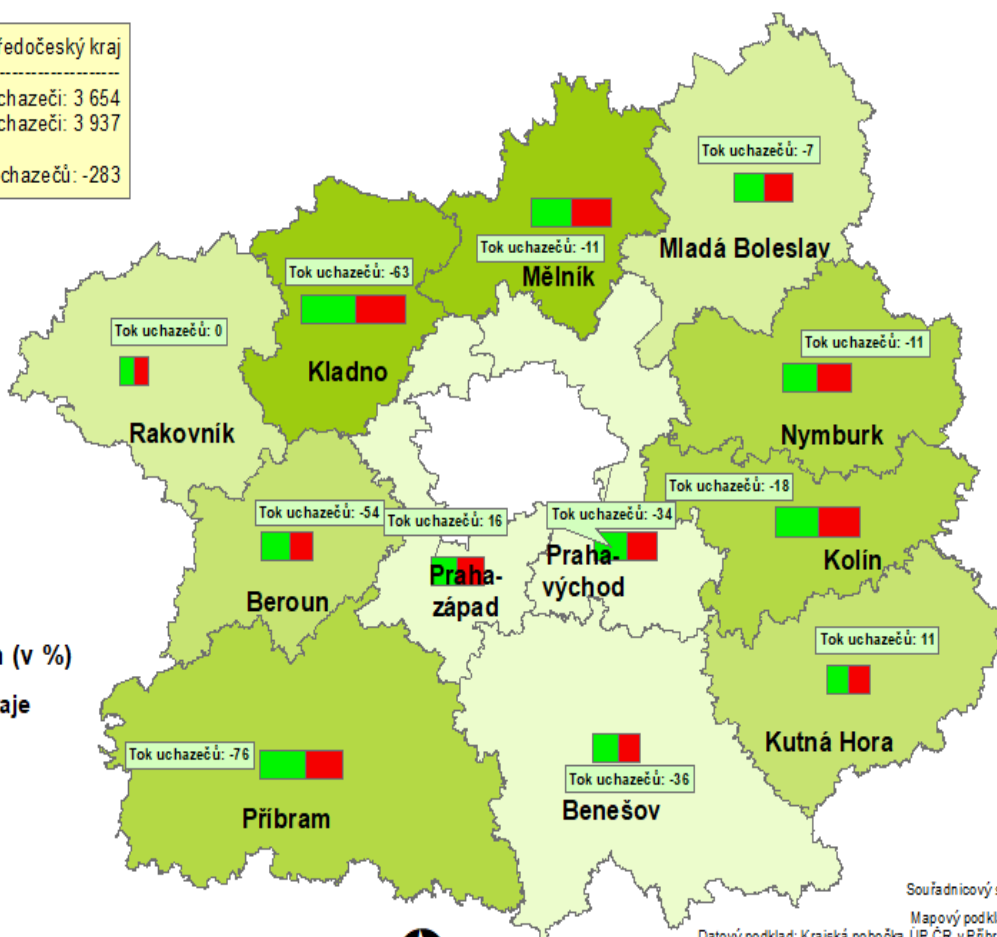 ředočeský kraj
--------------------
chazeči: 3 654
chazeči: 3 937
chazečů: -283
Tok uchazečů: -7
Mladá Boleslav
Tok uchazečů: -11
Mělník
Tok uchazečů: -63
Kladno
Tok uchazečů: 0
Rakovník
Tok uchazečů: -11
Nymburk
Tok uchazečů: -18
Kolín
Tok uchazečů: -54
Beroun
Tok uchazečů: 16
Praha-
západ
Tok uchazečů: -34
Praha-
východ
Tok uchazečů: 11
Kutná Hora
(v %)
aje
Tok uchazečů: -76
Příbram
Tok uchazečů: -36
Benešov
Souřadnicový s
Mapový podkl
Datový podklad: Krajská pobočka ÚP ČR v Příbr